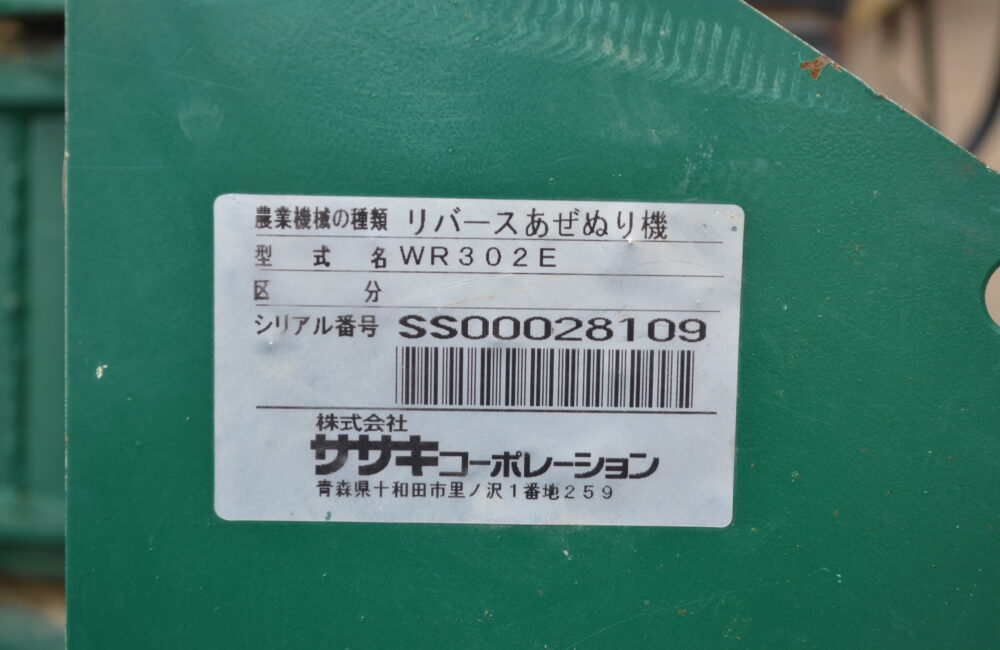 農業機械の種類 リバースあぜぬり機
型式名 WR302E
区分
シリアル番号 SS00028109
株式会社
ササキコーポレーション
青森県十和田市里ノ沢1番地259